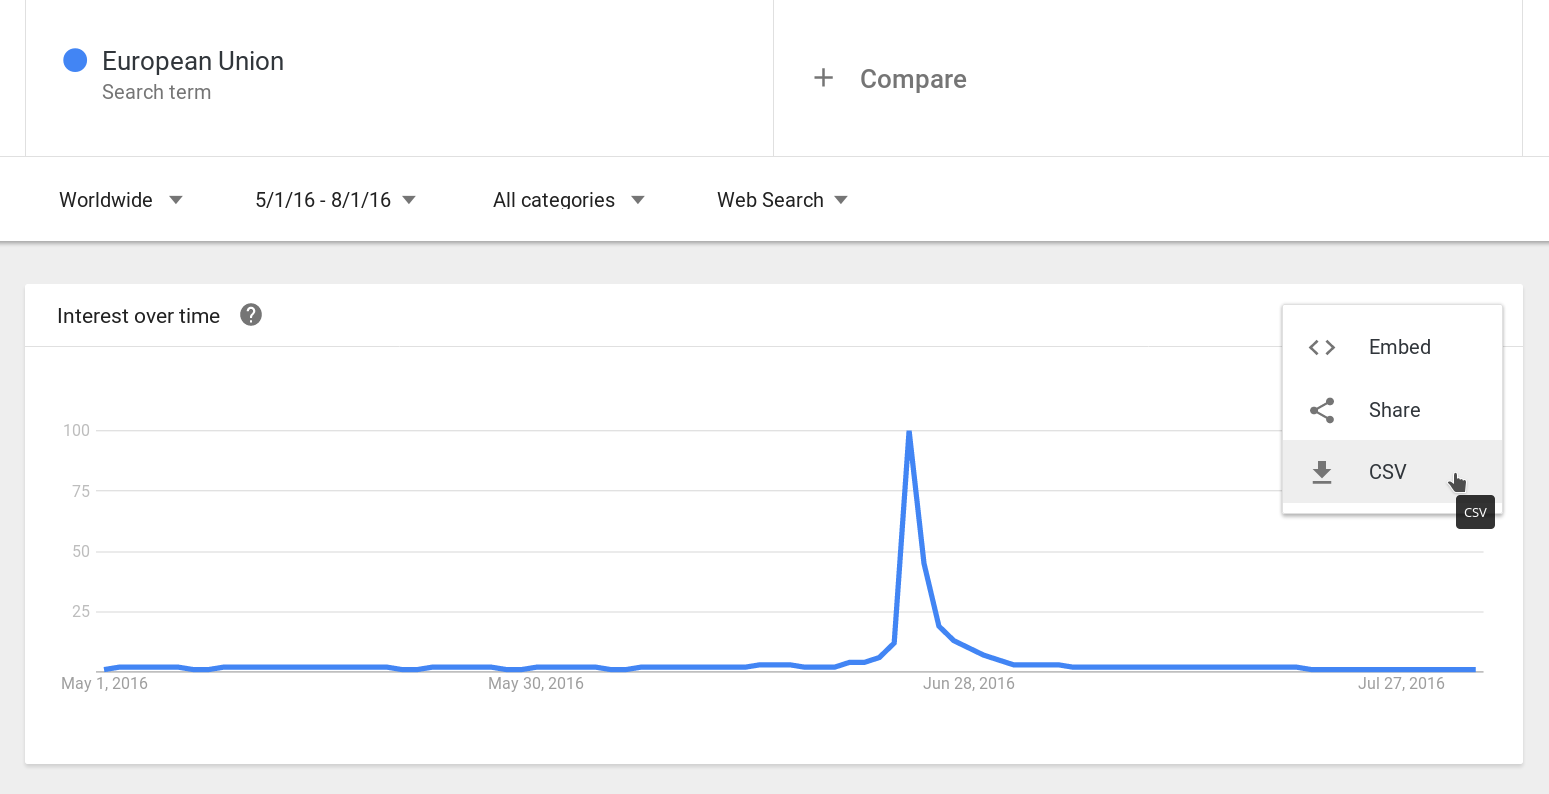 European Union
Search term
+ Compare
Worldwide
5/1/16 - 8/1/16
All categories
Web Search
Interest over time ?
Embed
Share
CSV
CSV
100
75
50
25
May 1, 2016
May 30, 2016
Jun 28, 2016
Jul 27, 2016